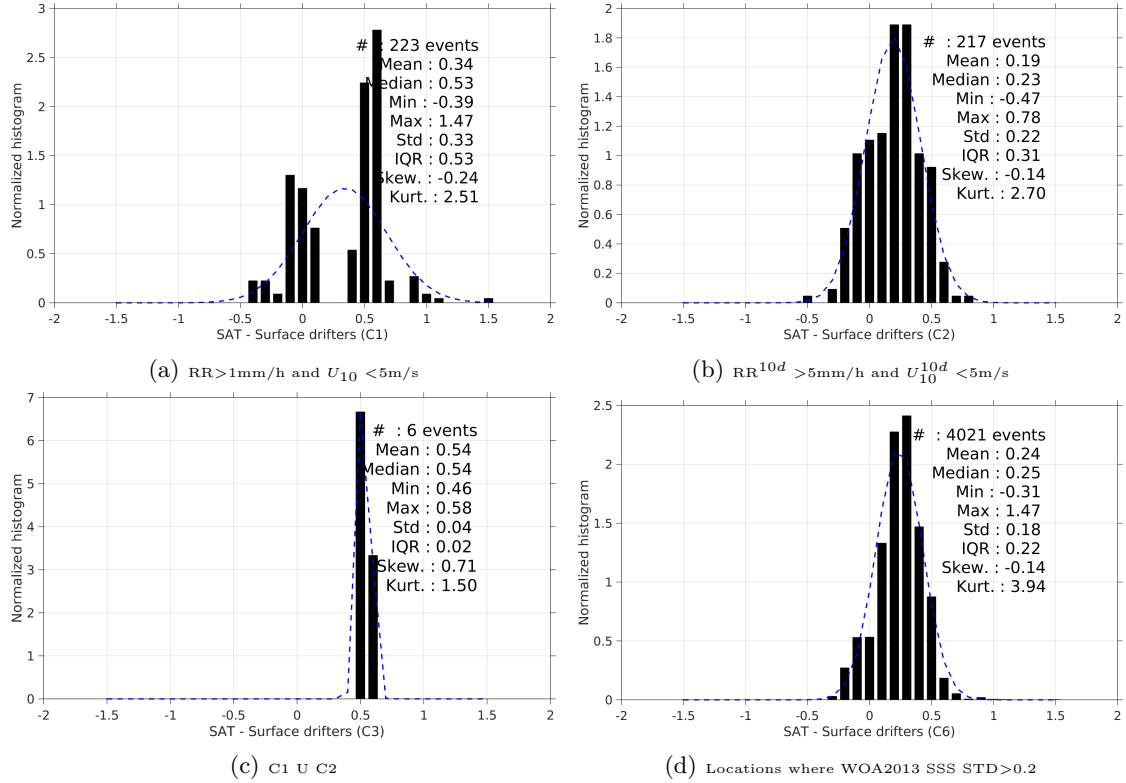 3
2.5
2
1.5
1
0.5
0
Normalized histogram
# : 223 events
Mean : 0.34
Median : 0.53
Min : -0.39
Max : 1.47
Std : 0.33
IQR : 0.53
Skew. : -0.24
Kurt. : 2.51
-2 -1.5 -1 -0.5 0 0.5 1 1.5 2
SAT - Surface drifters (C1)
(a) RR>1mm/h and U10 <5m/s
2
1.8
1.6
1.4
1.2
1
0.8
0.6
0.4
0.2
0
Normalized histogram
# : 217 events
Mean : 0.19
Median : 0.23
Min : -0.47
Max : 0.78
Std : 0.22
IQR : 0.31
Skew. : -0.14
Kurt. : 2.70
-2 -1.5 -1 -0.5 0 0.5 1 1.5 2
SAT - Surface drifters (C2)
(b) RR10d >5mm/h and U10d10 <5m/s
7
6
5
4
3
2
1
0
Normalized histogram
# : 6 events
Mean : 0.54
Median : 0.54
Min : 0.46
Max : 0.58
Std : 0.04
IQR : 0.02
Skew. : 0.71
Kurt. : 1.50
-2 -1.5 -1 -0.5 0 0.5 1 1.5 2
SAT - Surface drifters (C3)
(c) C1 U C2
2.5
2
1.5
1
0.5
0
Normalized histogram
# : 4021 events
Mean : 0.24
Median : 0.25
Min : -0.31
Max : 1.47
Std : 0.18
IQR : 0.22
Skew. : -0.14
Kurt. : 3.94
-2 -1.5 -1 -0.5 0 0.5 1 1.5 2
SAT - Surface drifters (C6)
(d) Locations where WOA2013 SSS STD>0.2